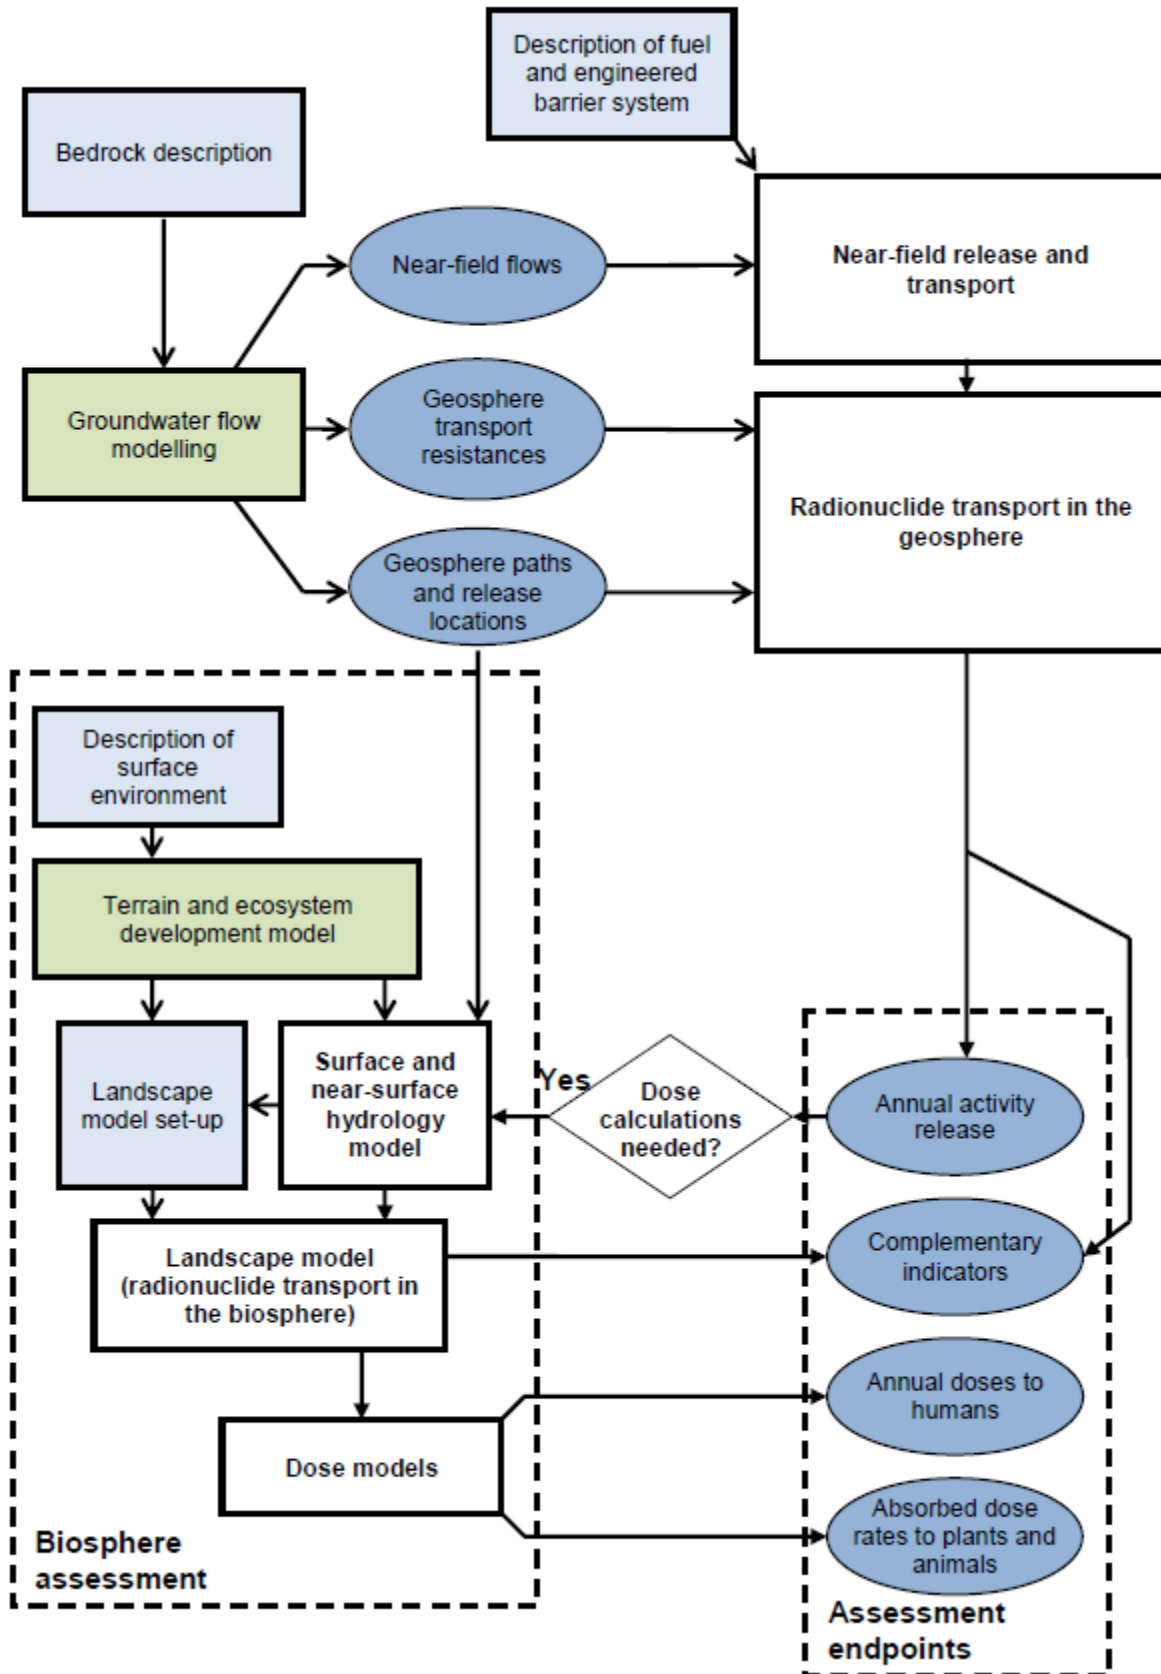 Description of fuel
and engineered
barrier system
Bedrock description
Near-field flows
Near-field release and
transport
Groundwater flow
modelling
Geosphere
transport
resistances
Radionuclide transport in the
geosphere
Geosphere paths
and release
locations
Description of
surface
environment
Terrain and ecosystem
development model
Landscape
model set-up
Surface and
near-surface
hydrology
model
Yes
Dose
calculations
needed?
Annual activity
release
Landscape model
(radionuclide transport in
the biosphere)
Complementary
indicators
Annual doses to
humans
Dose models
Absorbed dose
rates to plants and
animals
Biosphere
assessment
Assessment
endpoints